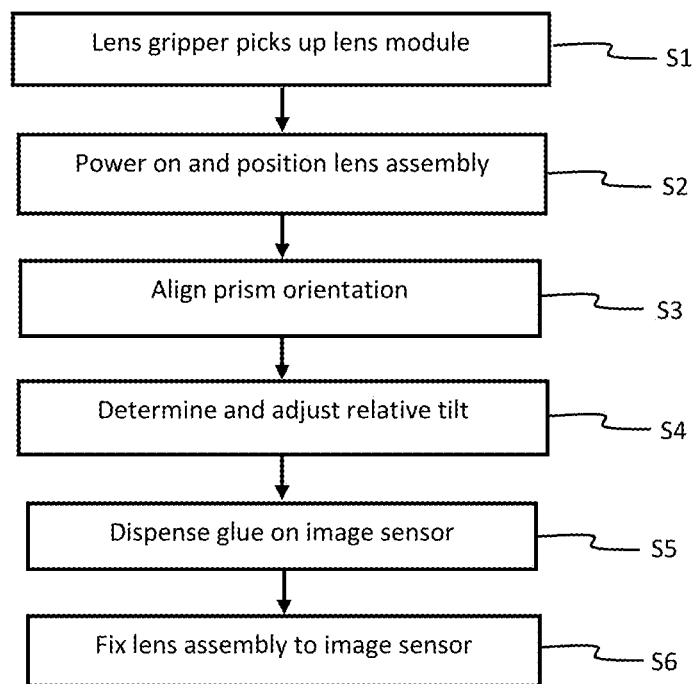 Lens gripper picks up lens module
S1
Power on and position lens assembly
S2
Align prism orientation
S3
Determine and adjust relative tilt
S4
Dispense glue on image sensor
S5
Fix lens assembly to image sensor
S6